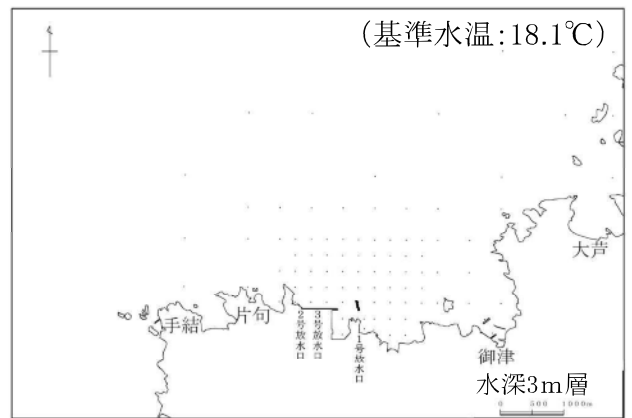 (基準水温:18.1℃)
大芦
手結
片句
2号放水口
3号放水口
1号放水口
御津
水深3m層
0 500 1000m